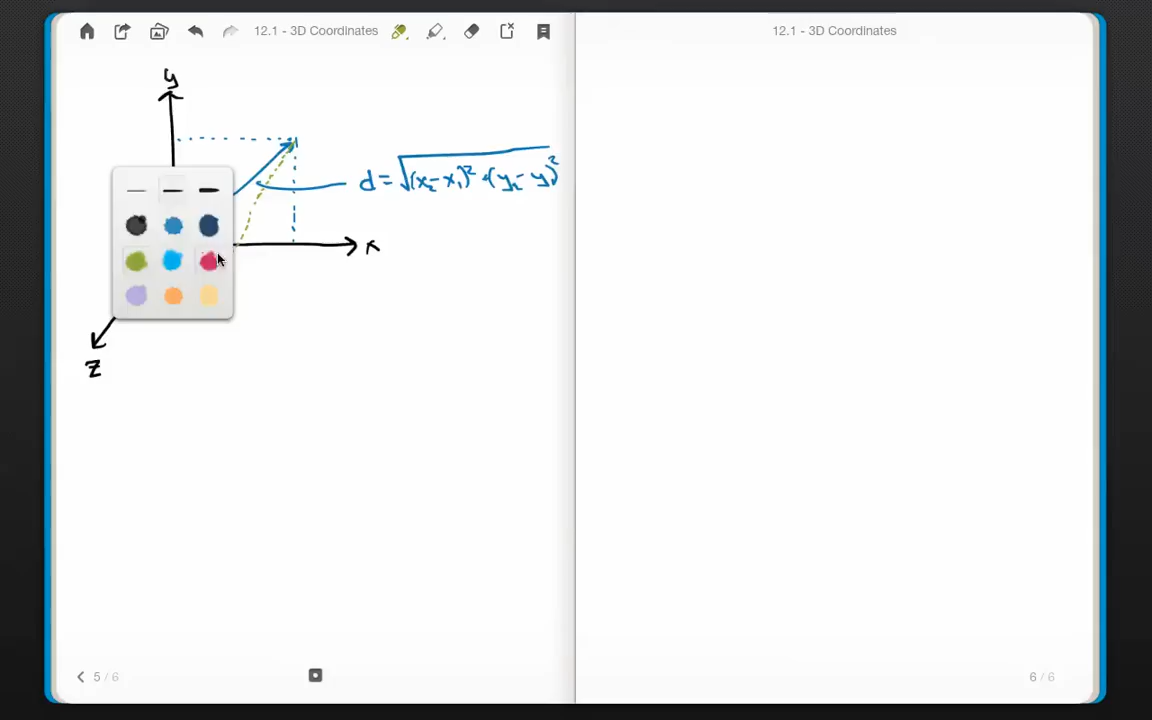 12.1 - 3D Coordinates
12.1 - 3D Coordinates
y
d = √(x₂-x₁)² + (y₂-y₁)²
x
z
5 / 6
6 / 6